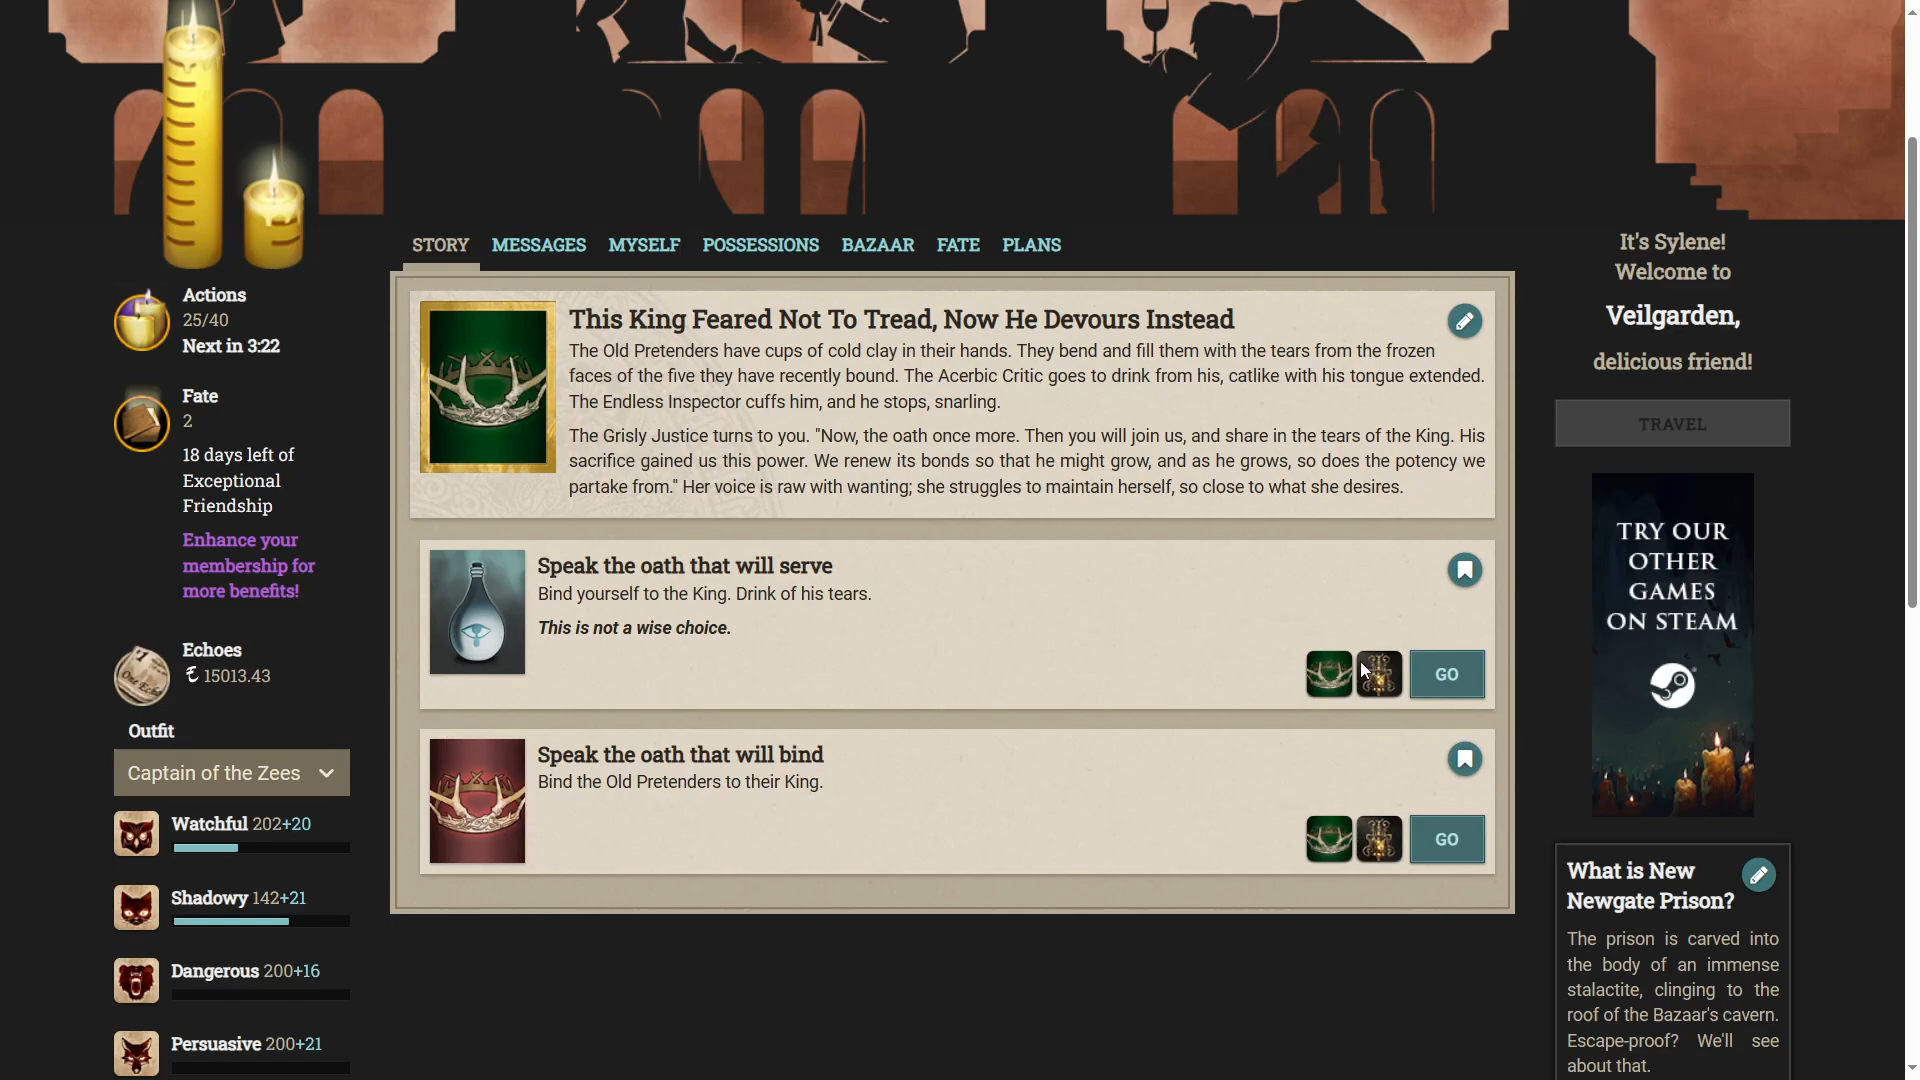 STORY MESSAGES MYSELF POSSESSIONS BAZAAR FATE PLANS
Actions
25/40
Next in 3:22
Fate
2
18 days left of
Exceptional
Friendship
Enhance your
membership for
more benefits!
Echoes
15013.43
Outfit
Captain of the Zees
Watchful 202+20
Shadowy 142+21
Dangerous 200+16
Persuasive 200+21
This King Feared Not To Tread, Now He Devours Instead
The Old Pretenders have cups of cold clay in their hands. They bend and fill them with the tears from the frozen
faces of the five they have recently bound. The Acerbic Critic goes to drink from his, catlike with his tongue extended.
The Endless Inspector cuffs him, and he stops, snarling.
The Grisly Justice turns to you. "Now, the oath once more. Then you will join us, and share in the tears of the King. His
sacrifice gained us this power. We renew its bonds so that he might grow, and as he grows, so does the potency we
partake from." Her voice is raw with wanting; she struggles to maintain herself, so close to what she desires.
Speak the oath that will serve
Bind yourself to the King. Drink of his tears.
This is not a wise choice.
GO
Speak the oath that will bind
Bind the Old Pretenders to their King.
GO
It's Sylene!
Welcome to
Veilgarden,
delicious friend!
TRAVEL
TRY OUR
OTHER
GAMES
ON STEAM
What is New
Newgate Prison?
The prison is carved into
the body of an immense
stalactite, clinging to the
roof of the Bazaar's cavern.
Escape-proof? We'll see
about that.